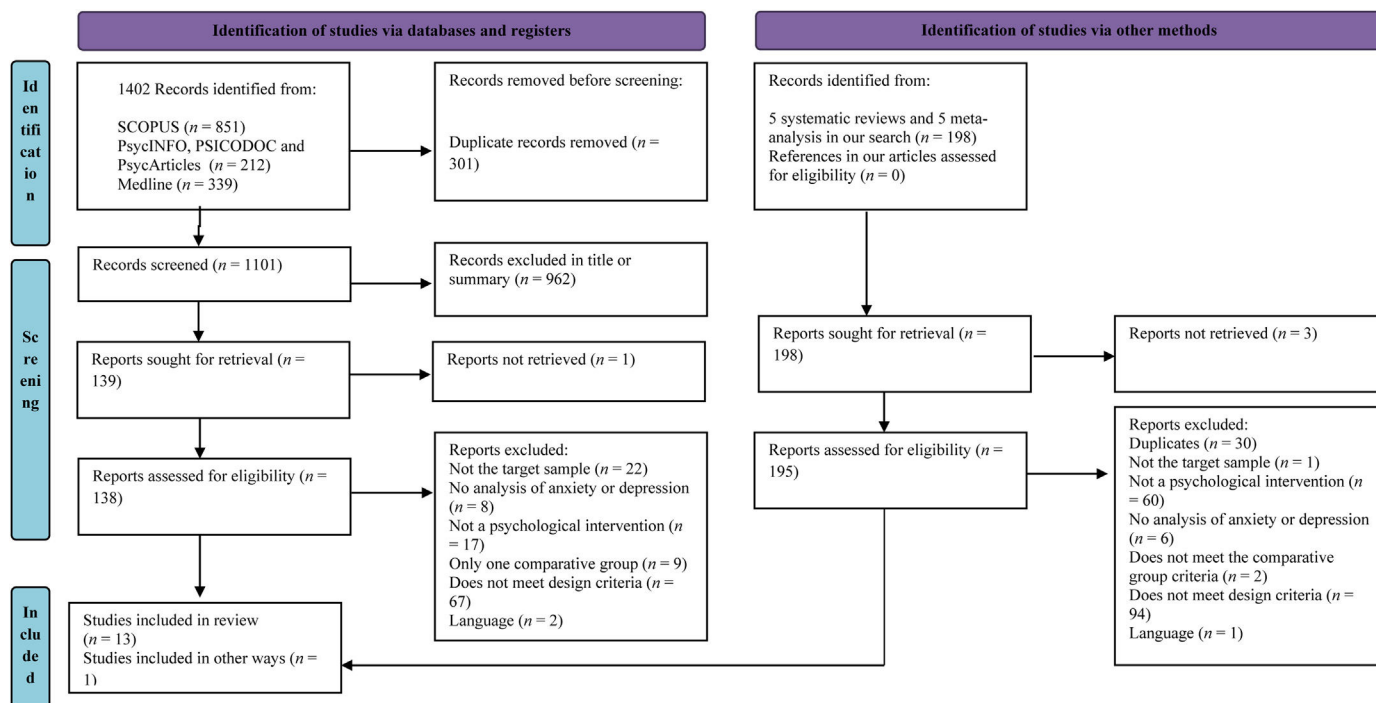 Identification of studies via databases and registers
Identification of studies via other methods
Id
en
tific
at
io
n
1402 Records identified from:
SCOPUS (n = 851)
PsycINFO, PSICODOC and
PsycArticles (n = 212)
Medline (n = 339)
Records removed before screening:
Duplicate records removed (n =
301)
Records identified from:
5 systematic reviews and 5 meta-
analysis in our search (n = 198)
References in our articles assessed
for eligibility (n = 0)
Sc
re
eni
ng
Records screened (n = 1101)
Records excluded in title or
summary (n = 962)
Reports sought for retrieval (n =
139)
Reports not retrieved (n = 1)
Reports sought for retrieval (n =
198)
Reports not retrieved (n = 3)
Reports assessed for eligibility (n =
138)
Reports excluded:
Not the target sample (n = 22)
No analysis of anxiety or depression
(n = 8)
Not a psychological intervention (n
= 17)
Only one comparative group (n = 9)
Does not meet design criteria (n =
67)
Language (n = 2)
Reports assessed for eligibility (n =
195)
Reports excluded:
Duplicates (n = 30)
Not the target sample (n = 1)
Not a psychological intervention (n
= 60)
No analysis of anxiety or depression
(n = 6)
Does not meet the comparative
group criteria (n = 2)
Does not meet design criteria (n =
94)
Language (n = 1)
In
clu
de
d
Studies included in review
(n = 13)
Studies included in other ways (n =
1)